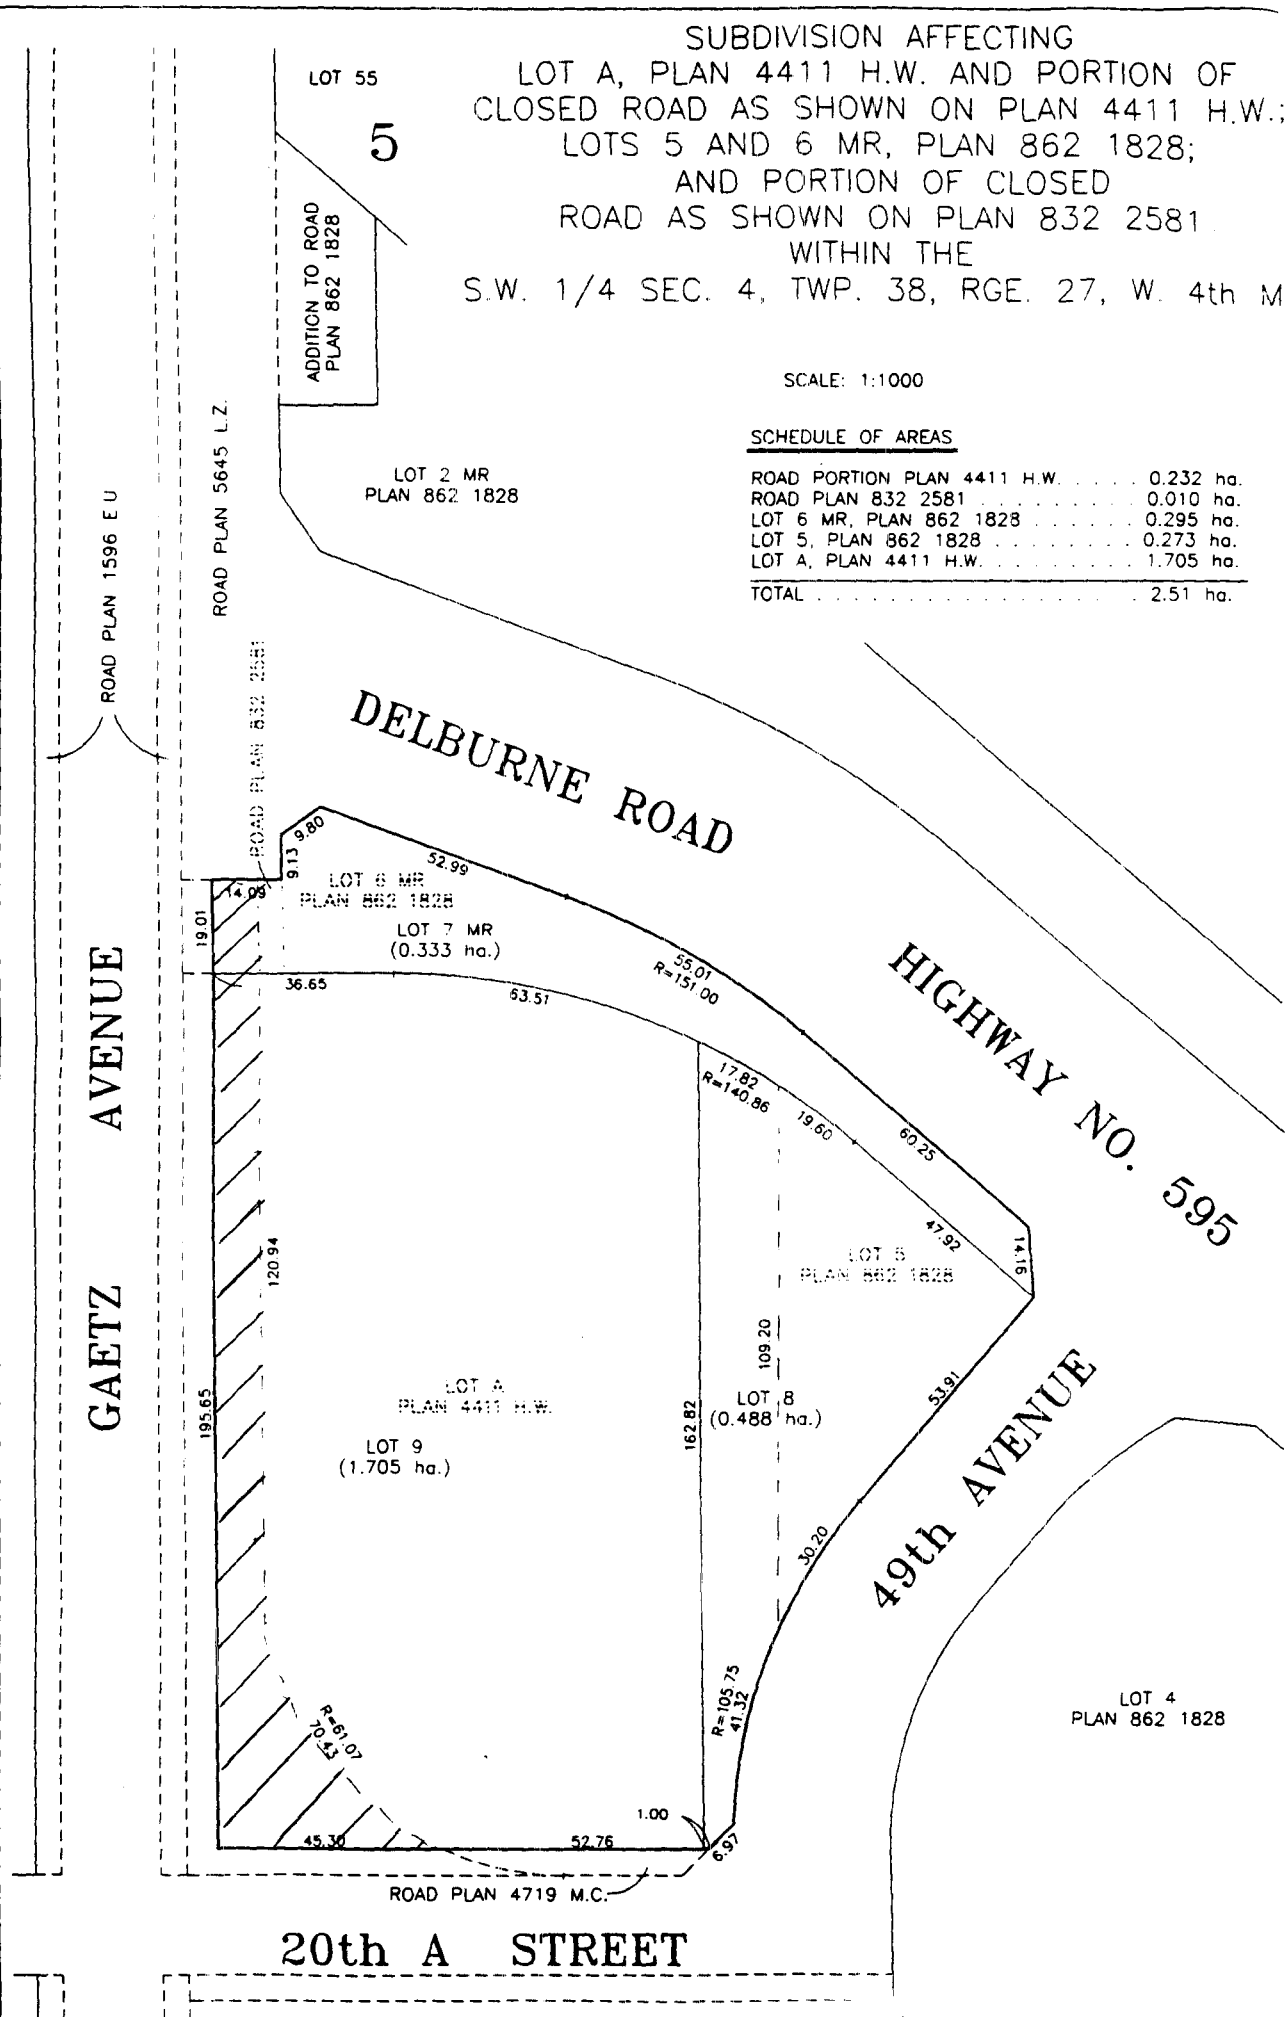 SUBDIVISION AFFECTING
LOT A, PLAN 4411 H.W. AND PORTION OF
CLOSED ROAD AS SHOWN ON PLAN 4411 H.W.;
LOTS 5 AND 6 MR, PLAN 862 1828;
AND PORTION OF CLOSED
ROAD AS SHOWN ON PLAN 832 2581
WITHIN THE
S.W. 1/4 SEC. 4, TWP. 38, RGE. 27, W. 4th M
SCALE: 1:1000
SCHEDULE OF AREAS
ROAD PORTION PLAN 4411 H.W. . . . . 0.232 ha.
ROAD PLAN 832 2581 . . . . . . . . . 0.010 ha.
LOT 6 MR, PLAN 862 1828 . . . . . . 0.295 ha.
LOT 5, PLAN 862 1828 . . . . . . . . 0.273 ha.
LOT A, PLAN 4411 H.W. . . . . . . . . 1.705 ha.
TOTAL . . . . . . . . . . . . . . . . . 2.51 ha.
LOT 55
5
ADDITION TO ROAD
PLAN 862 1828
LOT 2 MR
PLAN 862 1828
ROAD PLAN 5645 L.Z.
ROAD PLAN 1596 E U
ROAD PLAN 832 2581
DELBURNE ROAD
HIGHWAY NO. 595
9.80
9.13
52.99
14.09
LOT 6 MR
PLAN 862 1828
LOT 7 MR
(0.333 ha.)
19.01
36.65
63.51
55.01
R=151.00
17.82
R=140.86
19.60
60.25
47.92
14.16
LOT 5
PLAN 862 1828
120.94
109.20
GAETZ AVENUE
LOT A
PLAN 4411 H.W.
LOT 9
(1.705 ha.)
195.65
162.82
LOT 8
(0.488 ha.)
53.91
49th AVENUE
30.20
R=105.75
41.32
R=61.07
70.43
LOT 4
PLAN 862 1828
1.00
45.30
52.76
6.97
ROAD PLAN 4719 M.C.
20th A STREET